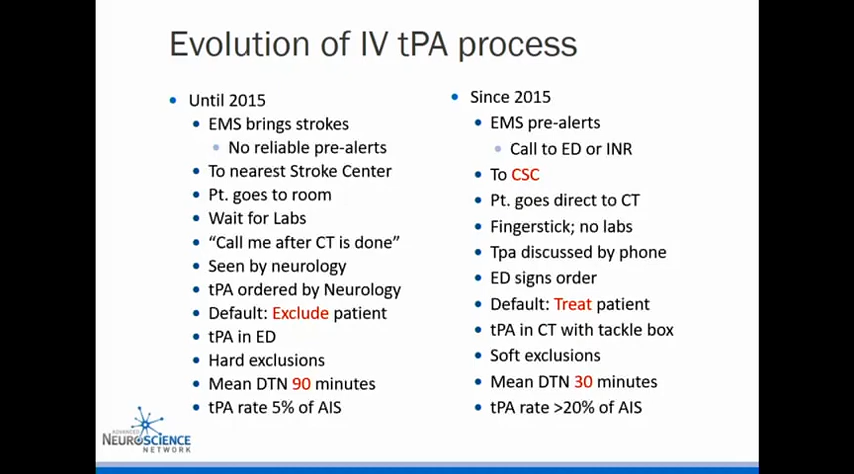 Evolution of IV tPA process
Until 2015
EMS brings strokes
No reliable pre-alerts
To nearest Stroke Center
Pt. goes to room
Wait for Labs
“Call me after CT is done”
Seen by neurology
tPA ordered by Neurology
Default: Exclude patient
tPA in ED
Hard exclusions
Mean DTN 90 minutes
tPA rate 5% of AIS
Since 2015
EMS pre-alerts
Call to ED or INR
To CSC
Pt. goes direct to CT
Fingerstick; no labs
Tpa discussed by phone
ED signs order
Default: Treat patient
tPA in CT with tackle box
Soft exclusions
Mean DTN 30 minutes
tPA rate >20% of AIS
ADVANCED
NEUROSCIENCE
NETWORK